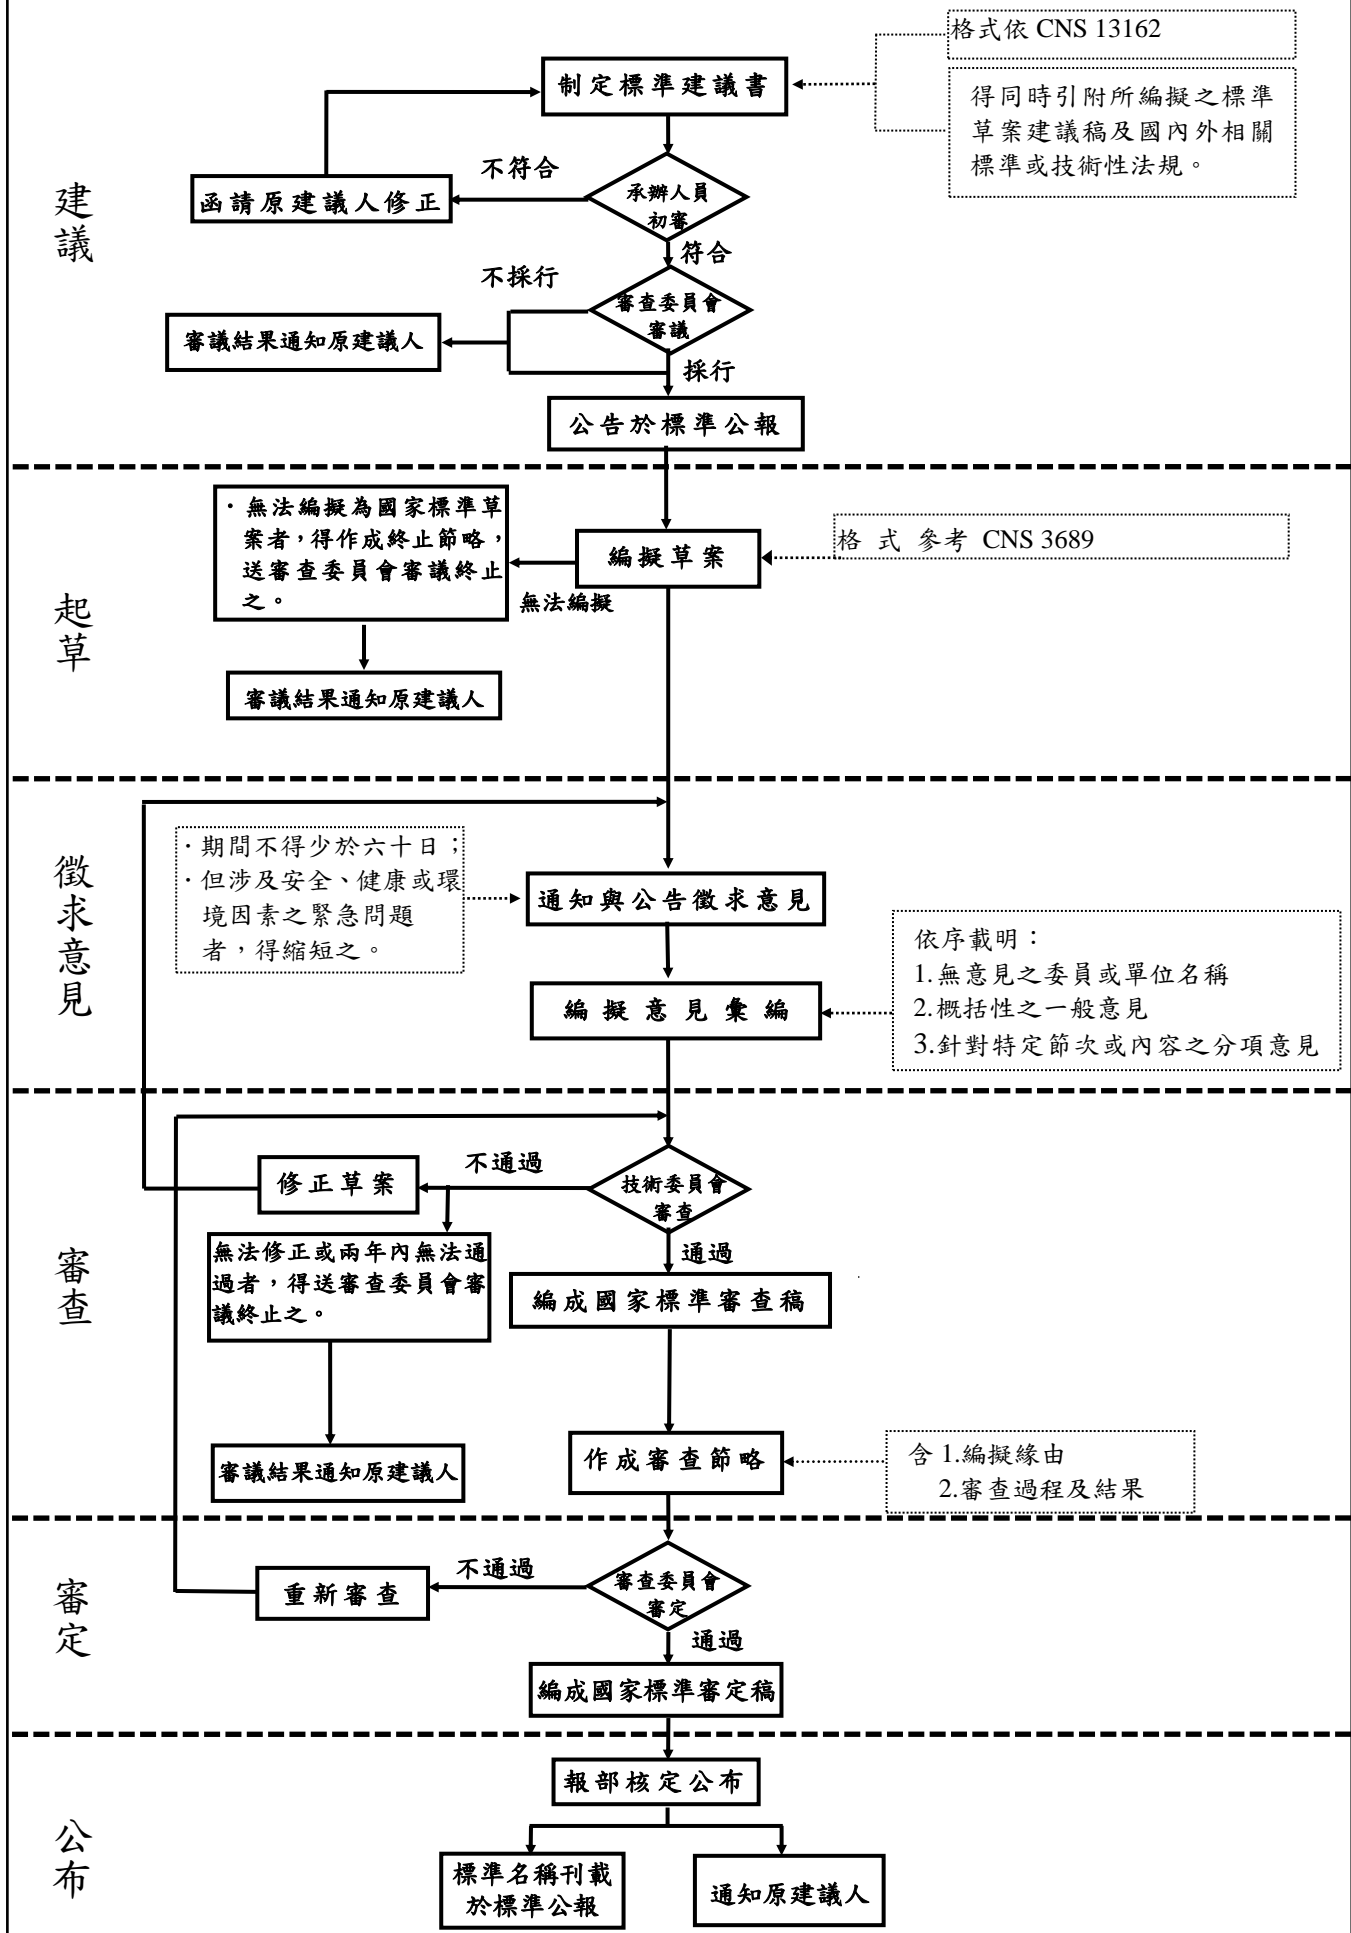 建議
格式依 CNS 13162
制定標準建議書
得同時引附所編擬之標準
草案建議稿及國內外相關
標準或技術性法規。
不符合
函請原建議人修正
承辦人員
初審
符合
不採行
審查委員會
審議
審議結果通知原建議人
採行
公告於標準公報
起草
・無法編擬為國家標準草
案者，得作成終止節略，
送審查委員會審議終止
之。
編擬草案
格 式 參考 CNS 3689
無法編擬
審議結果通知原建議人
徵求意見
・期間不得少於六十日；
・但涉及安全、健康或環
境因素之緊急問題
者，得縮短之。
通知與公告徵求意見
編擬意見彙編
依序載明：
1.無意見之委員或單位名稱
2.概括性之一般意見
3.針對特定節次或內容之分項意見
審查
不通過
修正草案
技術委員會
審查
無法修正或兩年內無法通
過者，得送審查委員會審
議終止之。
通過
編成國家標準審查稿
審議結果通知原建議人
作成審查節略
含 1.編擬緣由
2.審查過程及結果
審定
不通過
重新審查
審查委員會
審定
通過
編成國家標準審定稿
公布
報部核定公布
標準名稱刊載
於標準公報
通知原建議人